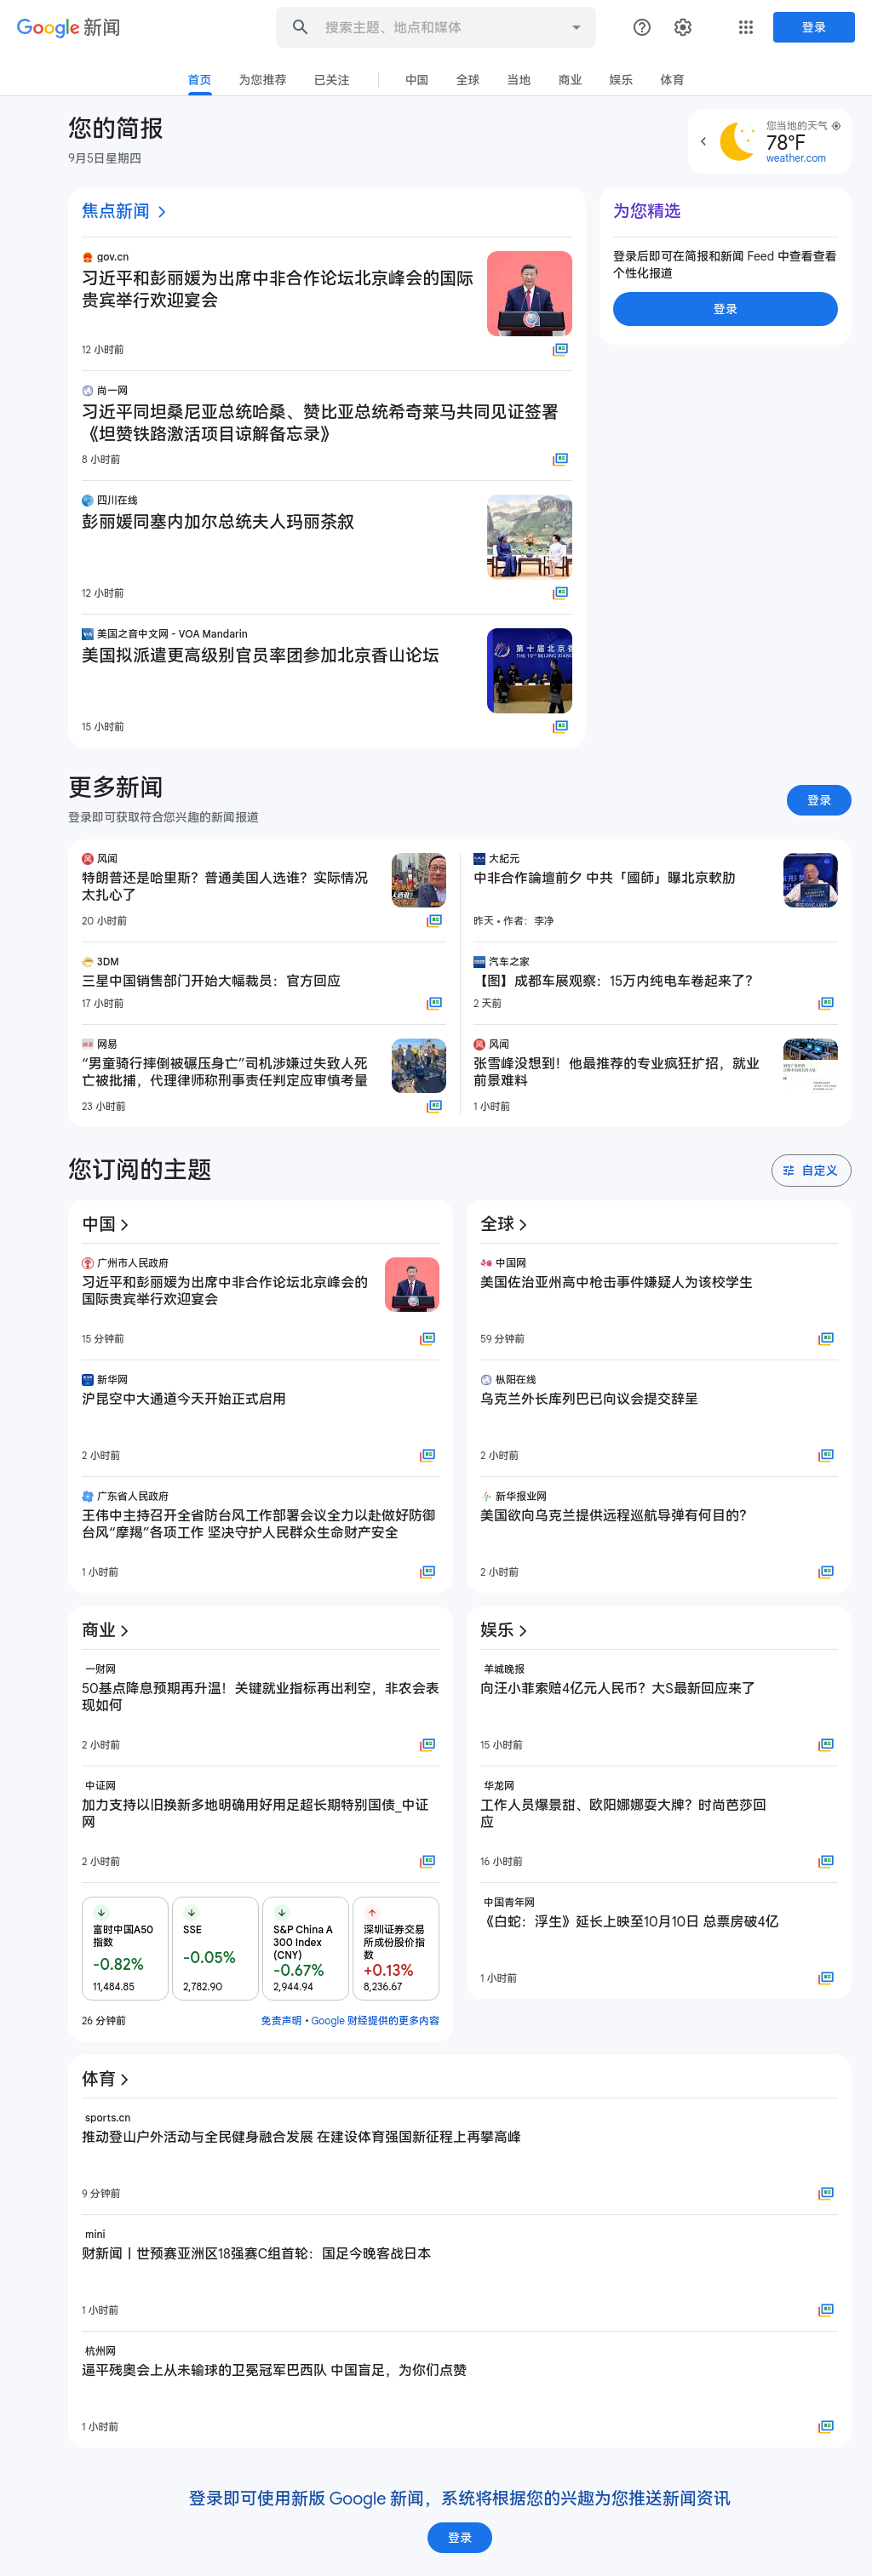 Google 新闻
搜索主题、地点和媒体
登录
首页
为您推荐
已关注
中国
全球
当地
商业
娱乐
体育
您的简报
9月5日星期四
您当地的天气
78°F
weather.com
焦点新闻
gov.cn
习近平和彭丽媛为出席中非合作论坛北京峰会的国际
贵宾举行欢迎宴会
12 小时前
尚一网
习近平同坦桑尼亚总统哈桑、赞比亚总统希奇莱马共同见证签署
《坦赞铁路激活项目谅解备忘录》
8 小时前
四川在线
彭丽媛同塞内加尔总统夫人玛丽茶叙
12 小时前
美国之音中文网 - VOA Mandarin
美国拟派遣更高级别官员率团参加北京香山论坛
第十届北京香
THE 10TH BEIJING XIANG
15 小时前
为您精选
登录后即可在简报和新闻 Feed 中查看查看
个性化报道
登录
更多新闻
登录即可获取符合您兴趣的新闻报道
登录
风闻
特朗普还是哈里斯？普通美国人选谁？实际情况
太扎心了
20 小时前
3DM
三星中国销售部门开始大幅裁员：官方回应
17 小时前
网易
“男童骑行摔倒被碾压身亡”司机涉嫌过失致人死
亡被批捕，代理律师称刑事责任判定应审慎考量
23 小时前
大紀元
中非合作論壇前夕 中共「國師」曝北京軟肋
昨天 • 作者：李净
汽车之家
【图】成都车展观察：15万内纯电车卷起来了？
2 天前
风闻
张雪峰没想到！他最推荐的专业疯狂扩招，就业
前景难料
1 小时前
您订阅的主题
自定义
中国
广州市人民政府
习近平和彭丽媛为出席中非合作论坛北京峰会的
国际贵宾举行欢迎宴会
15 分钟前
新华网
沪昆空中大通道今天开始正式启用
2 小时前
广东省人民政府
王伟中主持召开全省防台风工作部署会议全力以赴做好防御
台风“摩羯”各项工作 坚决守护人民群众生命财产安全
1 小时前
全球
中国网
美国佐治亚州高中枪击事件嫌疑人为该校学生
59 分钟前
枞阳在线
乌克兰外长库列巴已向议会提交辞呈
2 小时前
新华报业网
美国欲向乌克兰提供远程巡航导弹有何目的？
2 小时前
商业
一财网
50基点降息预期再升温！关键就业指标再出利空，非农会表
现如何
2 小时前
中证网
加力支持以旧换新多地明确用好用足超长期特别国债_中证
网
2 小时前
富时中国A50
指数
-0.82%
11,484.85
SSE
-0.05%
2,782.90
S&P China A
300 Index
(CNY)
-0.67%
2,944.94
深圳证券交易
所成份股价指
数
+0.13%
8,236.67
26 分钟前
免责声明 • Google 财经提供的更多内容
娱乐
羊城晚报
向汪小菲索赔4亿元人民币？大S最新回应来了
15 小时前
华龙网
工作人员爆景甜、欧阳娜娜耍大牌？时尚芭莎回
应
16 小时前
中国青年网
《白蛇：浮生》延长上映至10月10日 总票房破4亿
1 小时前
体育
sports.cn
推动登山户外活动与全民健身融合发展 在建设体育强国新征程上再攀高峰
9 分钟前
mini
财新闻丨世预赛亚洲区18强赛C组首轮：国足今晚客战日本
1 小时前
杭州网
逼平残奥会上从未输球的卫冕冠军巴西队 中国盲足，为你们点赞
1 小时前
登录即可使用新版 Google 新闻，系统将根据您的兴趣为您推送新闻资讯
登录